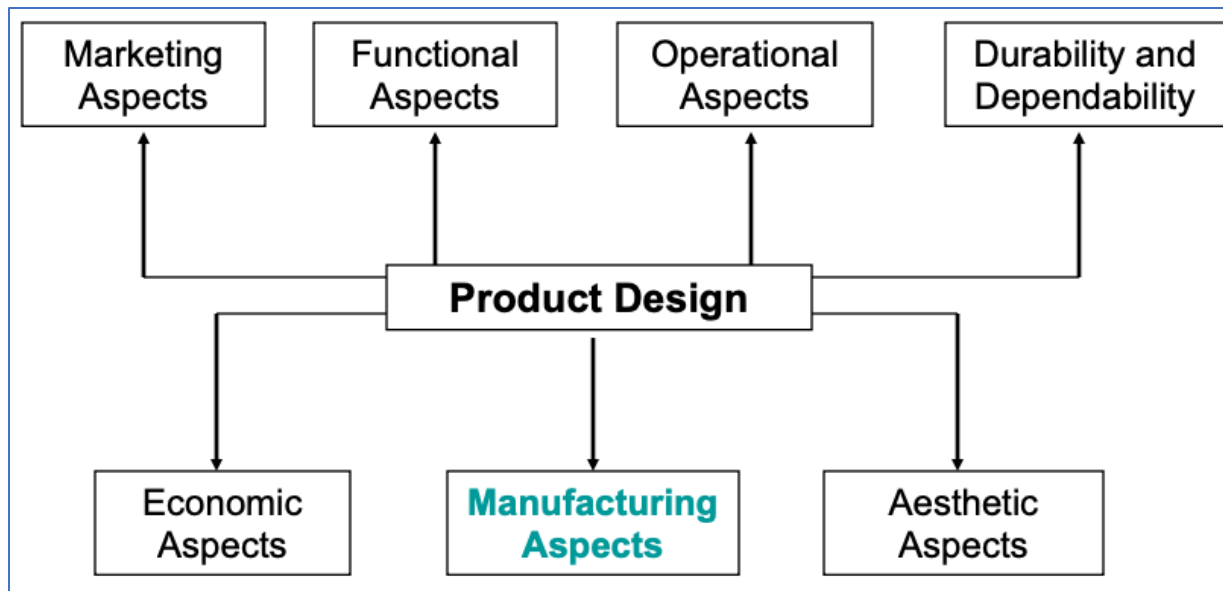 Marketing
Aspects
Functional
Aspects
Operational
Aspects
Durability and
Dependability
Product Design
Economic
Aspects
Manufacturing
Aspects
Aesthetic
Aspects